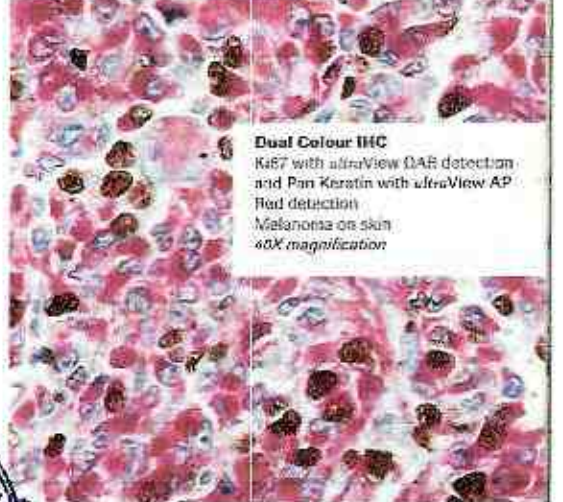 Dual Colour IHC
Ki67 with ultraView DAB detection
and Pan Keratin with ultraView AP
Red detection
Melanoma on skin
40X magnification